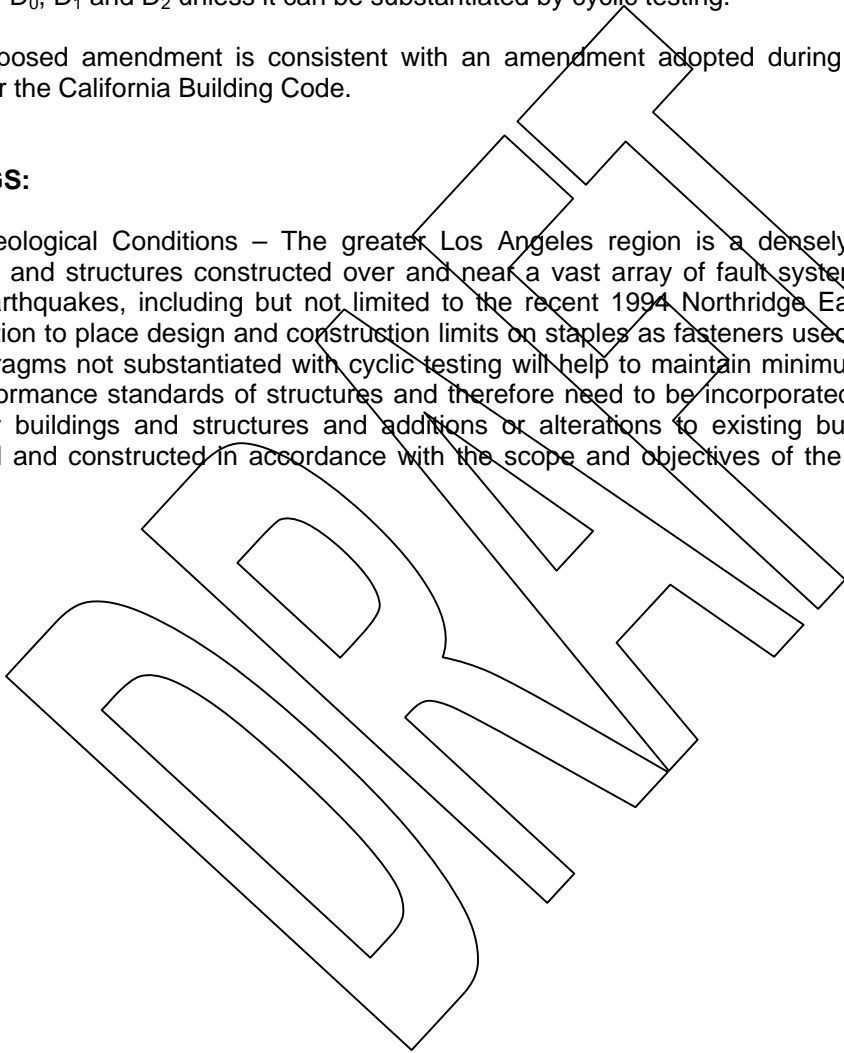 D₀, D₁ and D₂ unless it can be substantiated by cyclic testing.
posed amendment is consistent with an amendment adopted during
r the California Building Code.
GS:
eological Conditions – The greater Los Angeles region is a densely
and structures constructed over and near a vast array of fault system
arthquakes, including but not limited to the recent 1994 Northridge Ea
tion to place design and construction limits on staples as fasteners used
ragms not substantiated with cyclic testing will help to maintain minimu
ormance standards of structures and therefore need to be incorporated
buildings and structures and additions or alterations to existing bu
and constructed in accordance with the scope and objectives of the
DRAFT